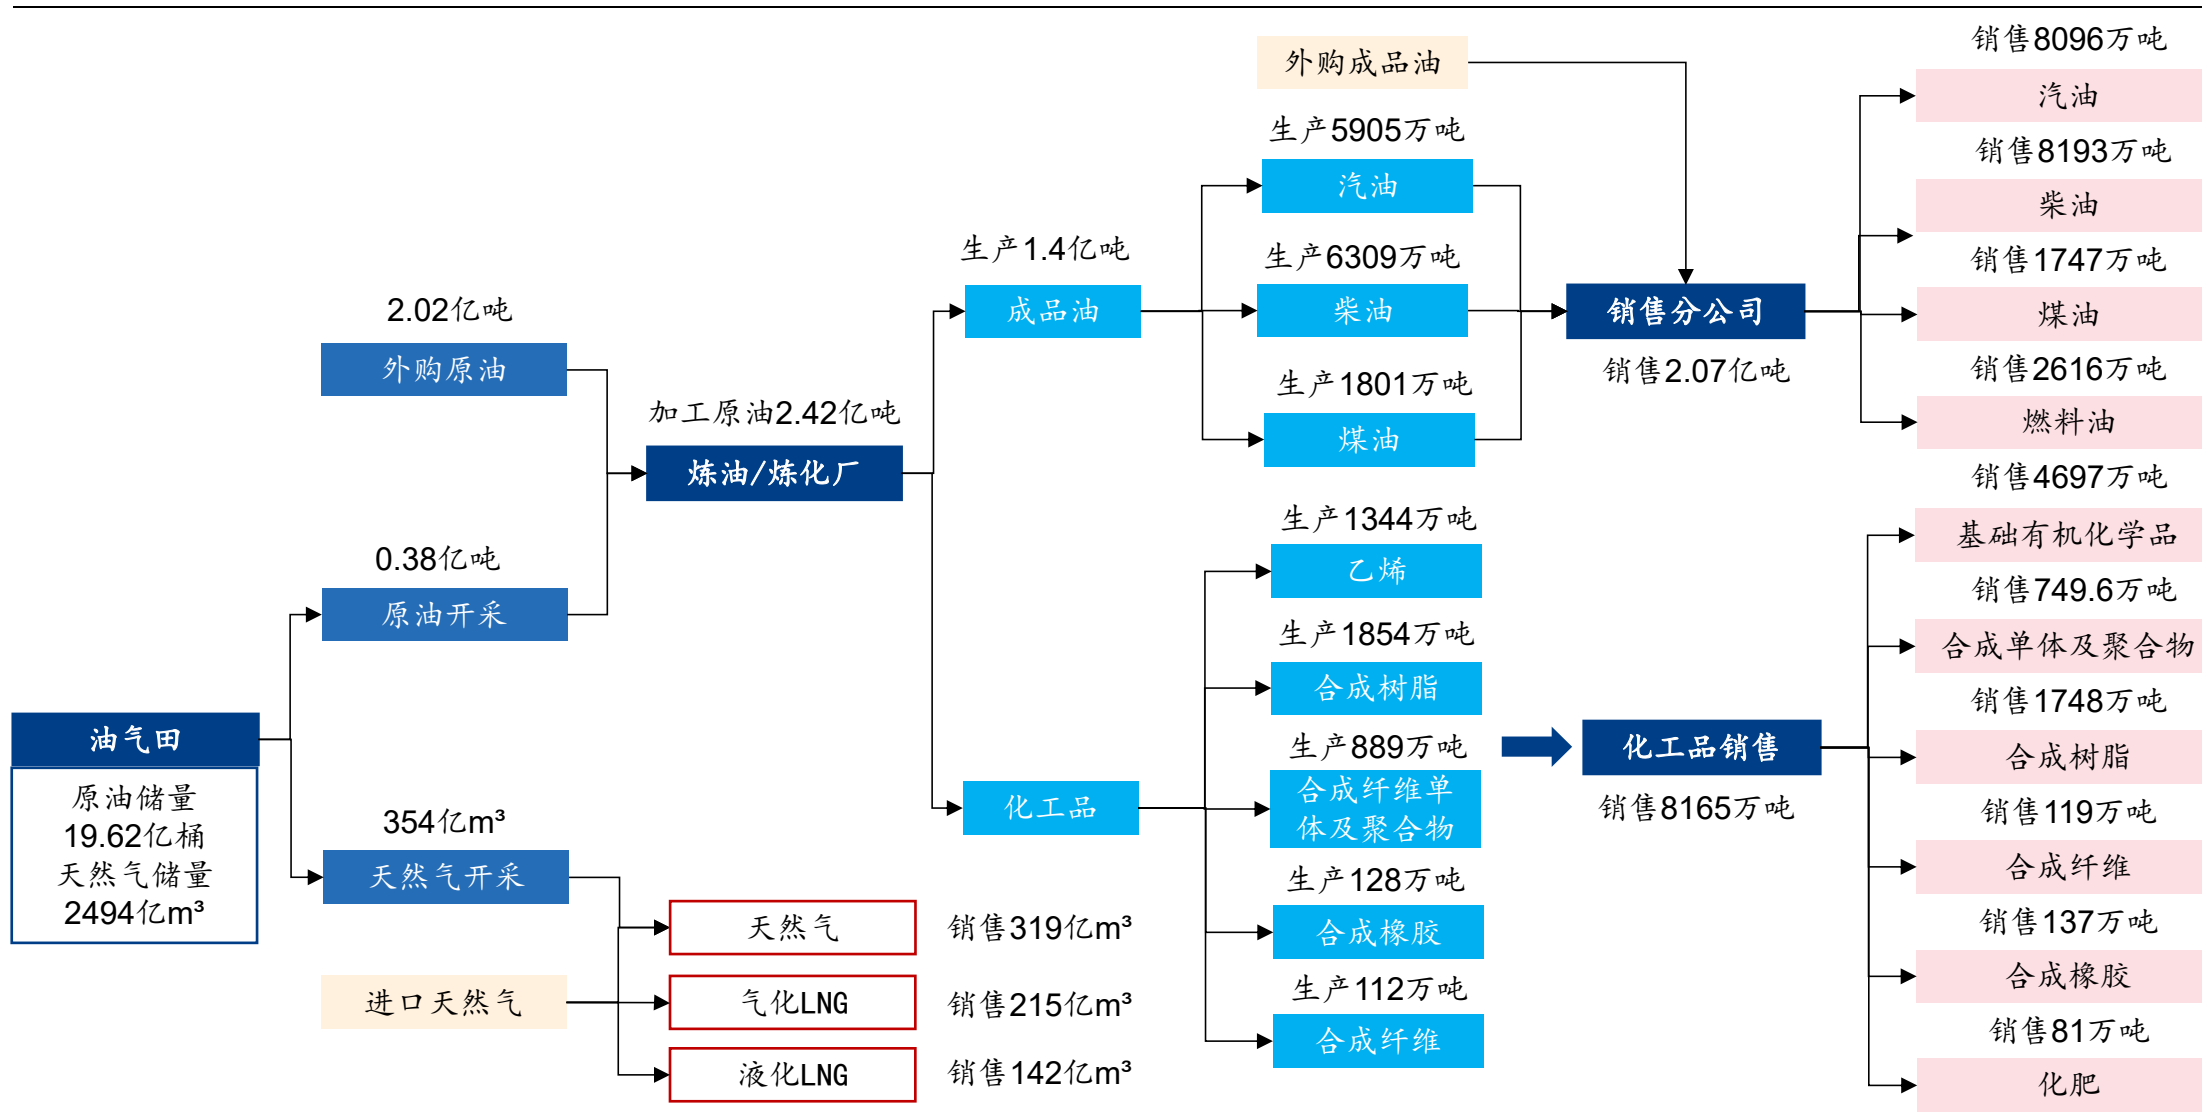 油气田
原油储量
19.62亿桶
天然气储量
2494亿m³
2.02亿吨
外购原油
0.38亿吨
原油开采
354亿m³
天然气开采
进口天然气
加工原油2.42亿吨
炼油/炼化厂
天然气
销售319亿m³
气化LNG
销售215亿m³
液化LNG
销售142亿m³
生产1.4亿吨
成品油
化工品
外购成品油
生产5905万吨
汽油
生产6309万吨
柴油
生产1801万吨
煤油
生产1344万吨
乙烯
生产1854万吨
合成树脂
生产889万吨
合成纤维单
体及聚合物
生产128万吨
合成橡胶
生产112万吨
合成纤维
销售分公司
销售2.07亿吨
化工品销售
销售8165万吨
销售8096万吨
汽油
销售8193万吨
柴油
销售1747万吨
煤油
销售2616万吨
燃料油
销售4697万吨
基础有机化学品
销售749.6万吨
合成单体及聚合物
销售1748万吨
合成树脂
销售119万吨
合成纤维
销售137万吨
合成橡胶
销售81万吨
化肥